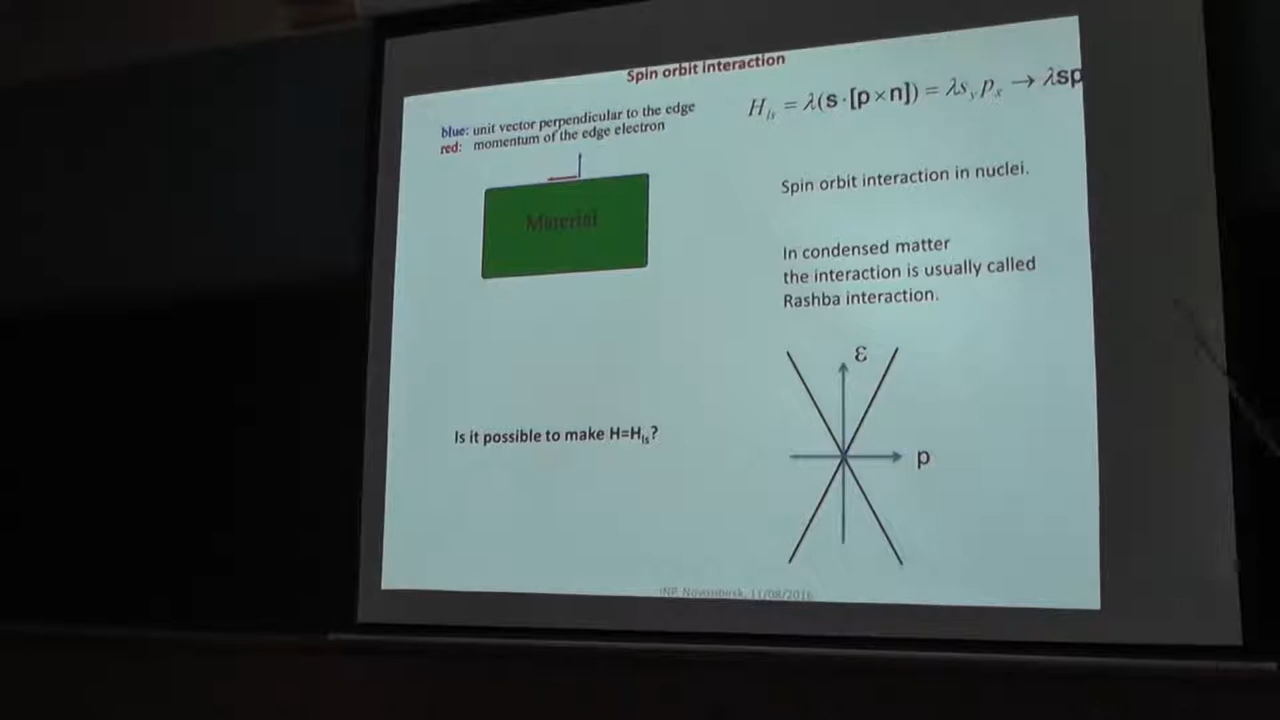 Spin orbit interaction
blue: unit vector perpendicular to the edge
red: momentum of the edge electron
Material
H_ls = λ(s·[p×n]) = λs_y p_x → λsp
Spin orbit interaction in nuclei.
In condensed matter
the interaction is usually called
Rashba interaction.
Is it possible to make H=H_ls?
ε
p
INP, Novosibirsk, 11/08/2016